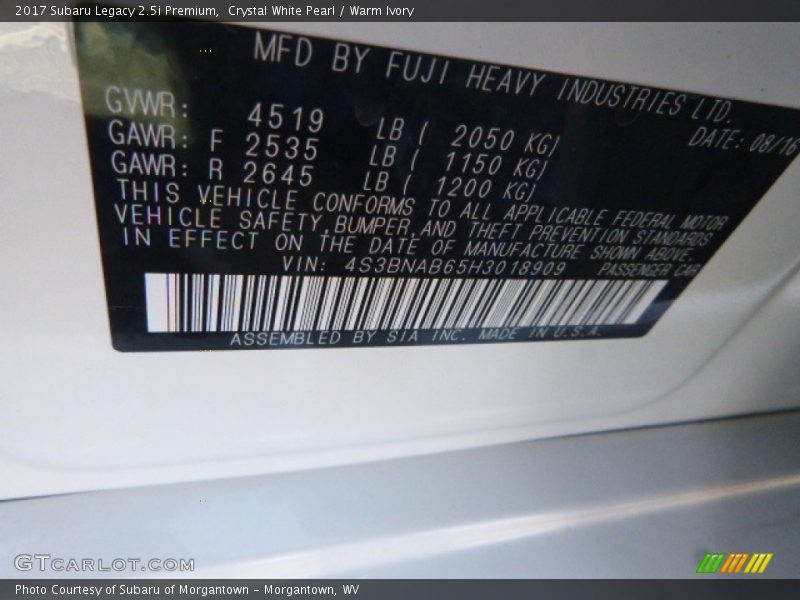 2017 Subaru Legacy 2.5i Premium,  Crystal White Pearl / Warm Ivory
MFD BY FUJI HEAVY INDUSTRIES LTD.
DATE: 08/16
GVWR: 4519 LB ( 2050 KG)
GAWR: F 2535 LB ( 1150 KG)
GAWR: R 2645 LB ( 1200 KG)
THIS VEHICLE CONFORMS TO ALL APPLICABLE FEDERAL MOTOR
VEHICLE SAFETY,BUMPER,AND THEFT PREVENTION STANDARDS
IN EFFECT ON THE DATE OF MANUFACTURE SHOWN ABOVE.
VIN: 4S3BNAB65H3018909 PASSENGER CAR
ASSEMBLED BY SIA INC. MADE IN U.S.A.
GTCARLOT.COM
Photo Courtesy of Subaru of Morgantown – Morgantown, WV